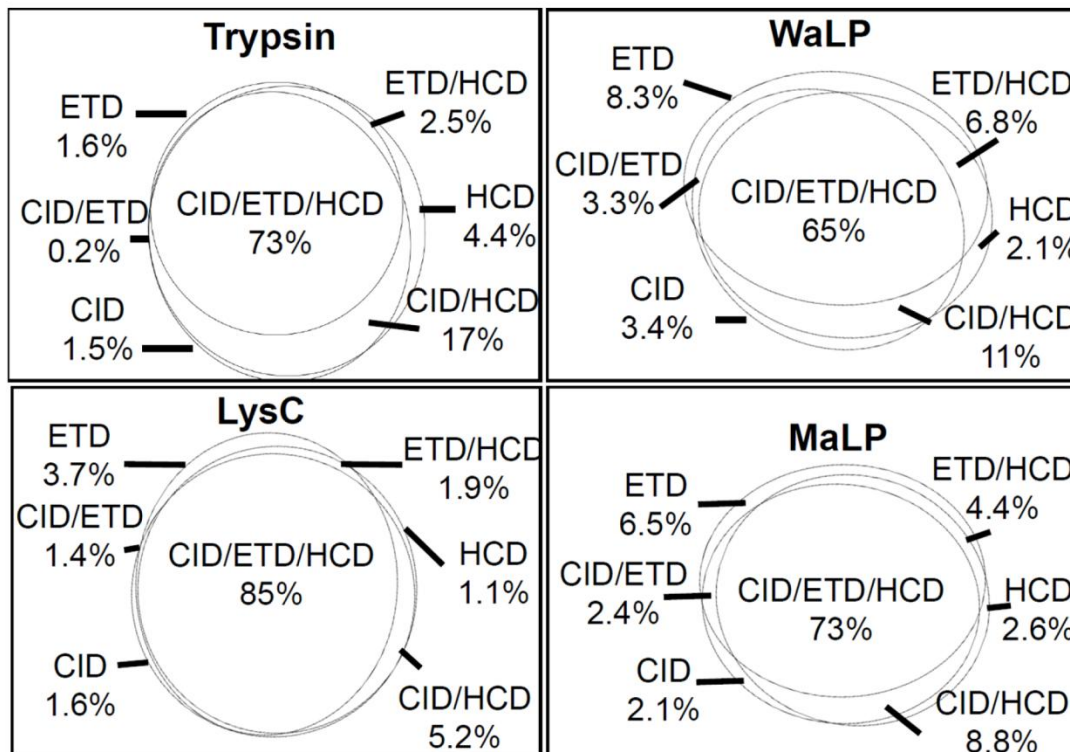 Trypsin
ETD
1.6%
ETD/HCD
2.5%
CID/ETD
0.2%
CID/ETD/HCD
73%
HCD
4.4%
CID
1.5%
CID/HCD
17%
WaLP
ETD
8.3%
ETD/HCD
6.8%
CID/ETD
3.3%
CID/ETD/HCD
65%
HCD
2.1%
CID
3.4%
CID/HCD
11%
LysC
ETD
3.7%
ETD/HCD
1.9%
CID/ETD
1.4%
CID/ETD/HCD
85%
HCD
1.1%
CID
1.6%
CID/HCD
5.2%
MaLP
ETD
6.5%
ETD/HCD
4.4%
CID/ETD
2.4%
CID/ETD/HCD
73%
HCD
2.6%
CID
2.1%
CID/HCD
8.8%